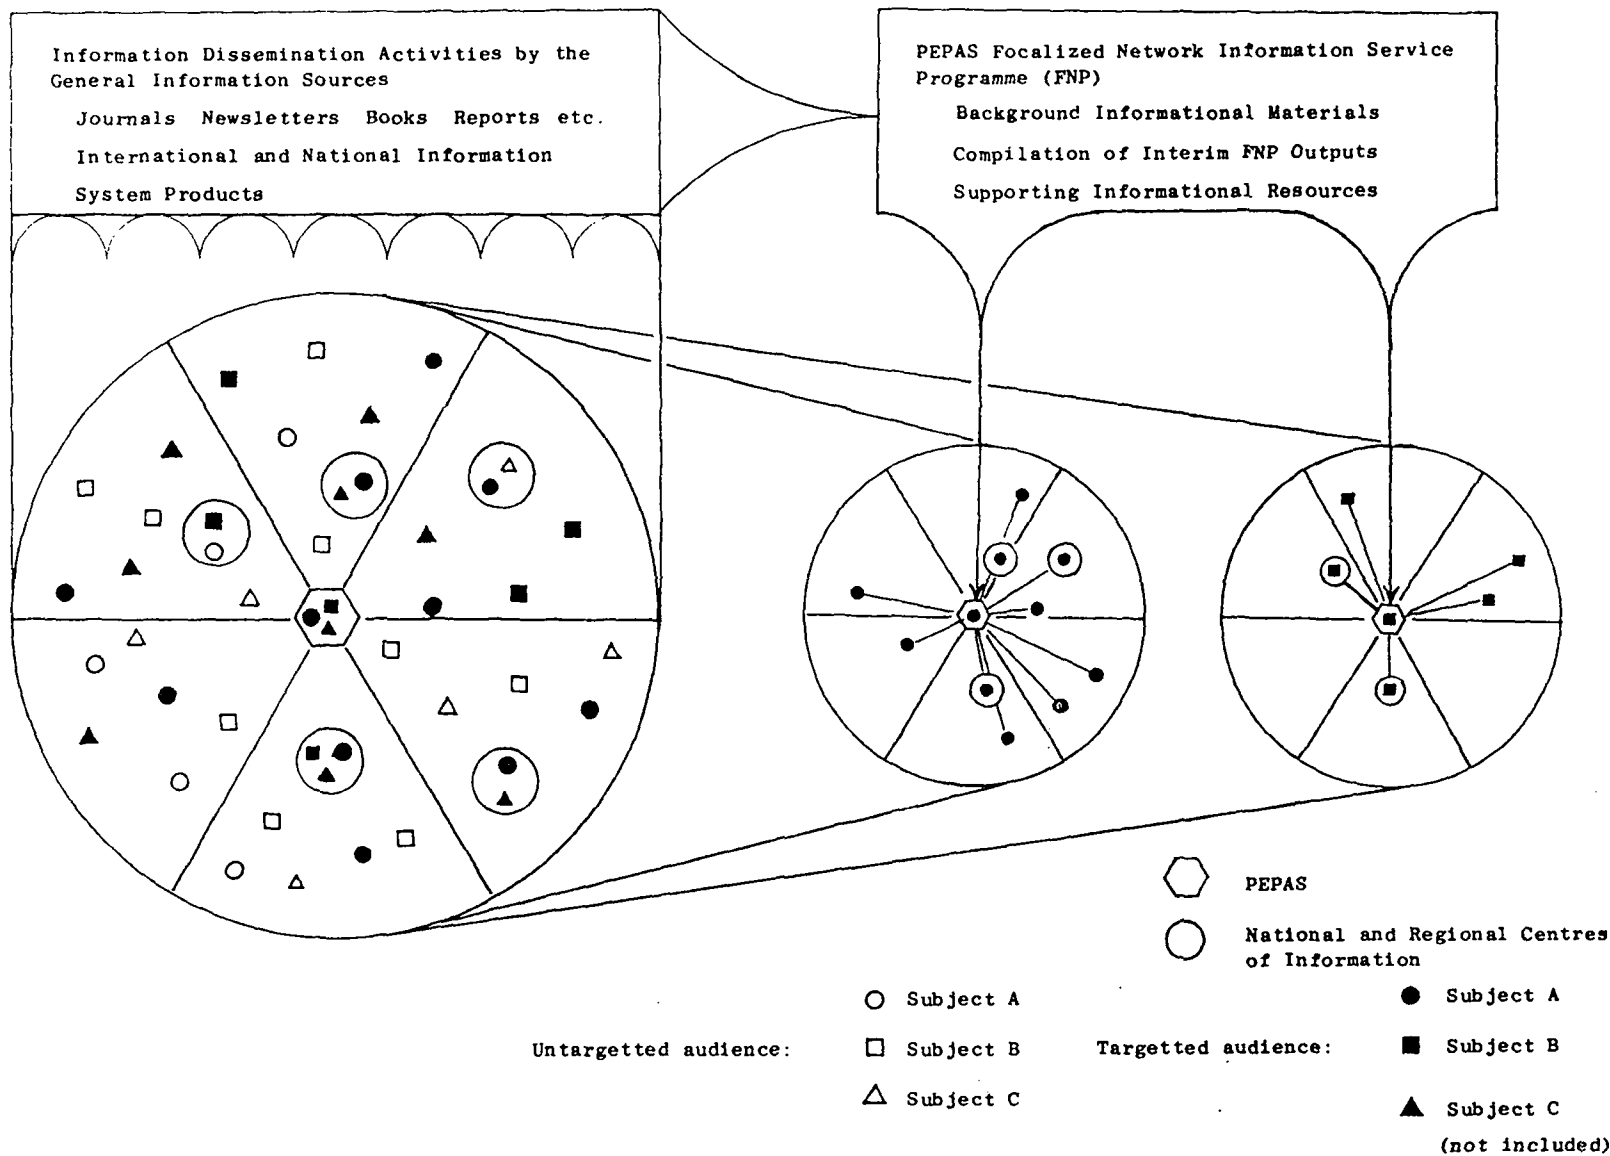 Information Dissemination Activities by the
General Information Sources
Journals Newsletters Books Reports etc.
International and National Information
System Products
PEPAS Focalized Network Information Service
Programme (FNP)
Background Informational Materials
Compilation of Interim FNP Outputs
Supporting Informational Resources
PEPAS
National and Regional Centres
of Information
Untargetted audience:
Subject A
Subject B
Subject C
Targetted audience:
Subject A
Subject B
Subject C
(not included)